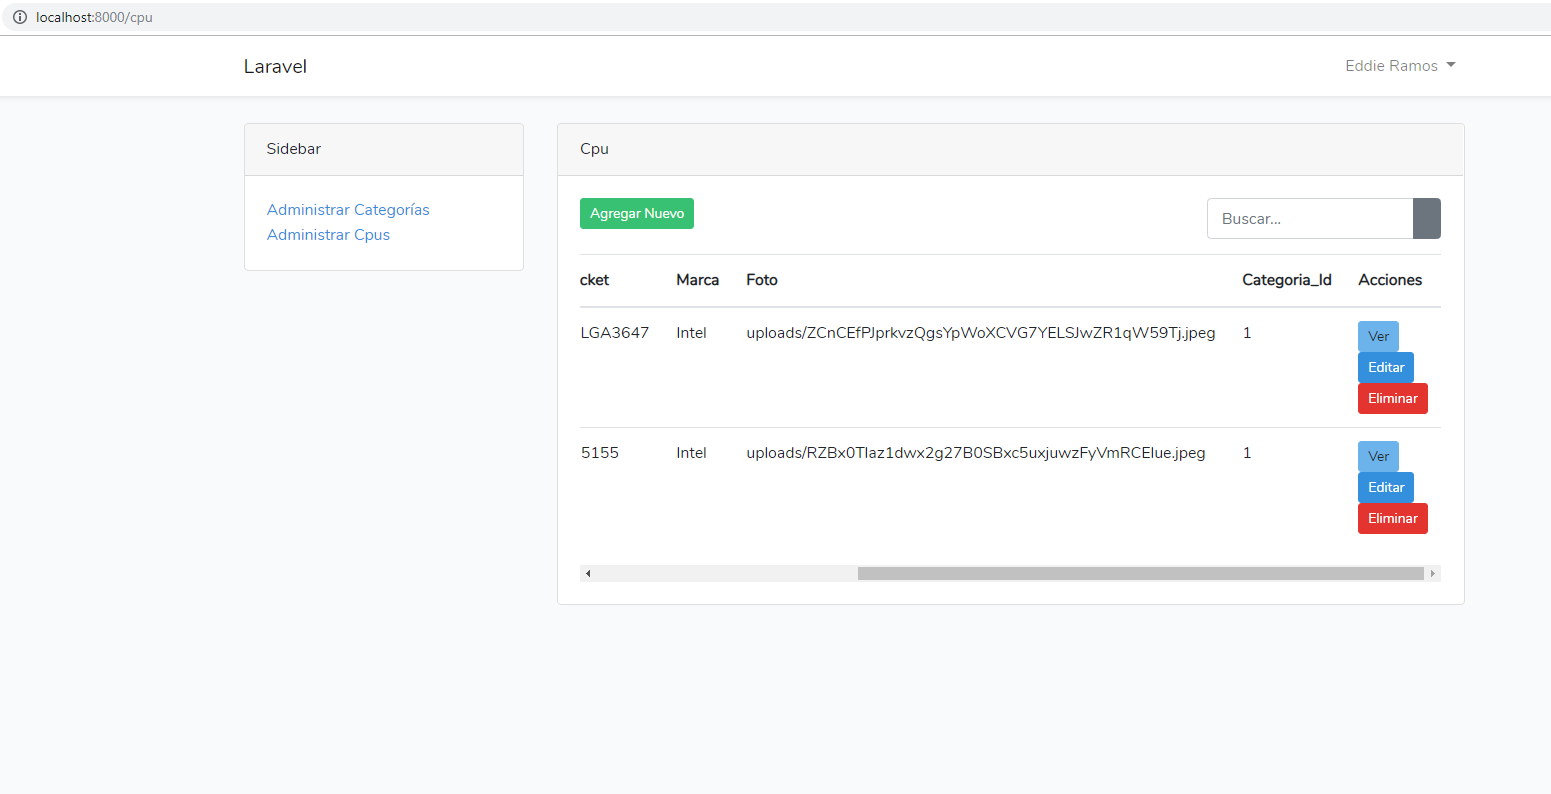 localhost:8000/cpu
Laravel
Eddie Ramos
Sidebar
Administrar Categorías
Administrar Cpus
Cpu
Agregar Nuevo
Buscar...
cket Marca Foto Categoria_Id Acciones
LGA3647 Intel uploads/ZCnCEfPJprkvzQgsYpWoXCVG7YELSJwZR1qW59Tj.jpeg 1 Ver
Editar
Eliminar
5155 Intel uploads/RZBx0TIaz1dwx2g27B0SBxc5uxjuwzFyVmRCEIue.jpeg 1 Ver
Editar
Eliminar